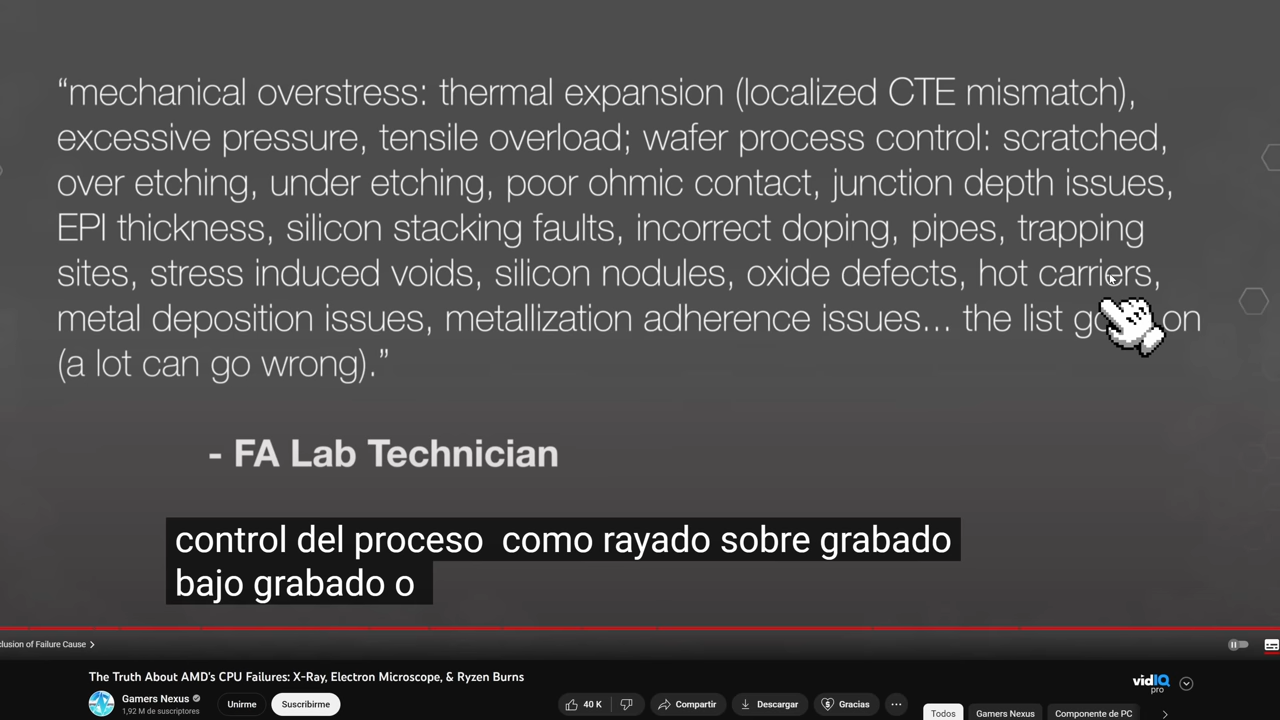 “mechanical overstress: thermal expansion (localized CTE mismatch),
excessive pressure, tensile overload; wafer process control: scratched,
over etching, under etching, poor ohmic contact, junction depth issues,
EPI thickness, silicon stacking faults, incorrect doping, pipes, trapping
sites, stress induced voids, silicon nodules, oxide defects, hot carriers,
metal deposition issues, metallization adherence issues... the list on
(a lot can go wrong).”
- FA Lab Technician
control del proceso como rayado sobre grabado
bajo grabado o
of Failure Cause
The Truth About AMD's CPU Failures: X-Ray, Electron Microscope, & Ryzen Burns
vidIQ
pro
Gamers Nexus
1,92 M de suscriptores
Unirme
Suscribirme
40 K
Compartir
Descargar
Gracias
Todos
Gamers Nexus
Componente de PC